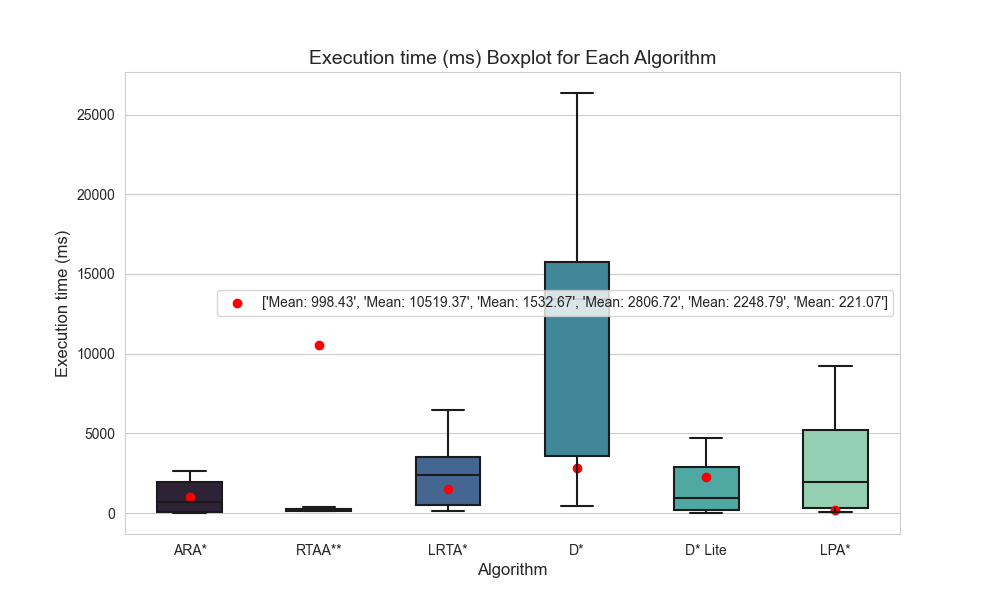 Execution time (ms) Boxplot for Each Algorithm
Execution time (ms)
25000
20000
15000
10000
5000
0
['Mean: 998.43', 'Mean: 10519.37', 'Mean: 1532.67', 'Mean: 2806.72', 'Mean: 2248.79', 'Mean: 221.07']
ARA* RTAA** LRTA* D* D* Lite LPA*
Algorithm